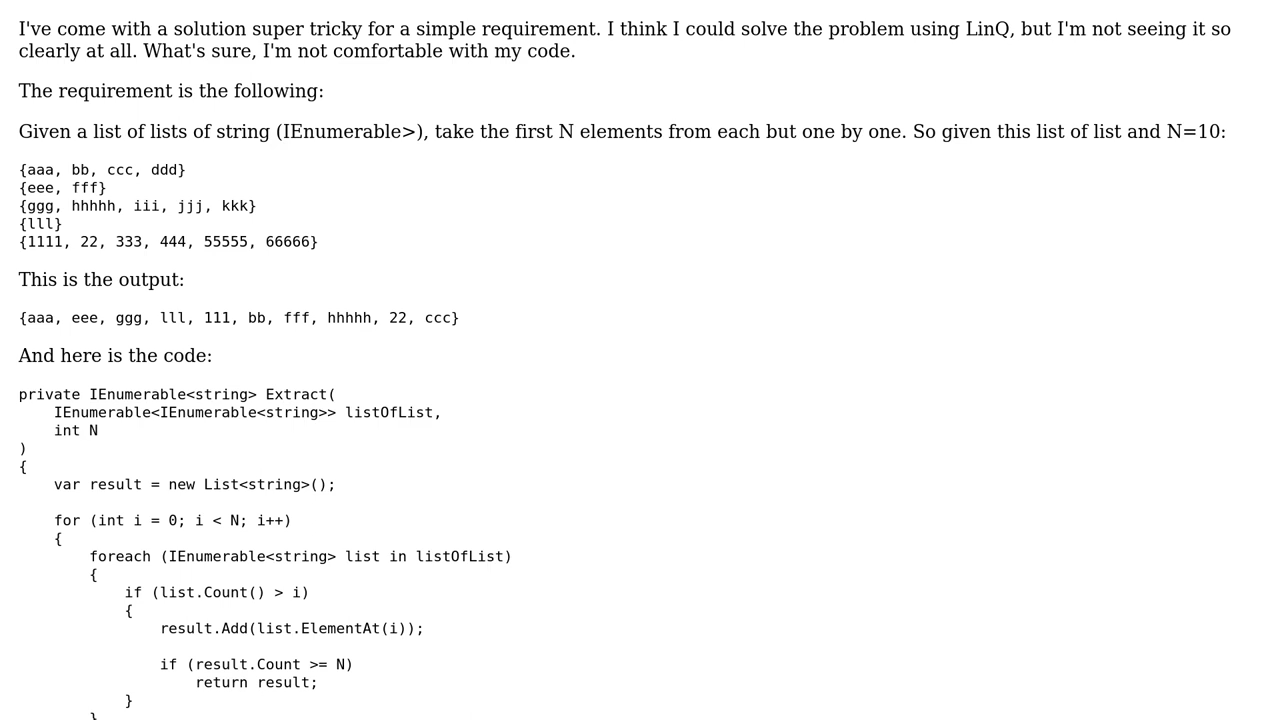 I've come with a solution super tricky for a simple requirement. I think I could solve the problem using LinQ, but I'm not seeing it so
clearly at all. What's sure, I'm not comfortable with my code.
The requirement is the following:
Given a list of lists of string (IEnumerable>), take the first N elements from each but one by one. So given this list of list and N=10:
{aaa, bb, ccc, ddd}
{eee, fff}
{ggg, hhhhh, iii, jjj, kkk}
{lll}
{1111, 22, 333, 444, 55555, 66666}
This is the output:
{aaa, eee, ggg, lll, 111, bb, fff, hhhhh, 22, ccc}
And here is the code:
private IEnumerable<string> Extract(
    IEnumerable<IEnumerable<string>> listOfList,
    int N
)
{
    var result = new List<string>();
    for (int i = 0; i < N; i++)
    {
        foreach (IEnumerable<string> list in listOfList)
        {
            if (list.Count() > i)
            {
                result.Add(list.ElementAt(i));
                if (result.Count >= N)
                    return result;
            }
        }